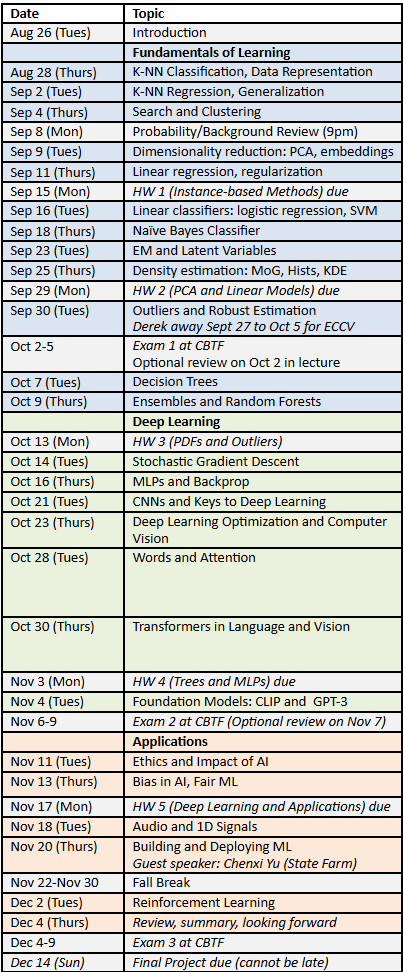 Date Topic
Aug 26 (Tues) Introduction
Fundamentals of Learning
Aug 28 (Thurs) K-NN Classification, Data Representation
Sep 2 (Tues) K-NN Regression, Generalization
Sep 4 (Thurs) Search and Clustering
Sep 8 (Mon) Probability/Background Review (9pm)
Sep 9 (Tues) Dimensionality reduction: PCA, embeddings
Sep 11 (Thurs) Linear regression, regularization
Sep 15 (Mon) HW 1 (Instance-based Methods) due
Sep 16 (Tues) Linear classifiers: logistic regression, SVM
Sep 18 (Thurs) Naïve Bayes Classifier
Sep 23 (Tues) EM and Latent Variables
Sep 25 (Thurs) Density estimation: MoG, Hists, KDE
Sep 29 (Mon) HW 2 (PCA and Linear Models) due
Sep 30 (Tues) Outliers and Robust Estimation
Derek away Sept 27 to Oct 5 for ECCV
Oct 2-5 Exam 1 at CBTF
Optional review on Oct 2 in lecture
Oct 7 (Tues) Decision Trees
Oct 9 (Thurs) Ensembles and Random Forests
Deep Learning
Oct 13 (Mon) HW 3 (PDFs and Outliers)
Oct 14 (Tues) Stochastic Gradient Descent
Oct 16 (Thurs) MLPs and Backprop
Oct 21 (Tues) CNNs and Keys to Deep Learning
Oct 23 (Thurs) Deep Learning Optimization and Computer
Vision
Oct 28 (Tues) Words and Attention
Oct 30 (Thurs) Transformers in Language and Vision
Nov 3 (Mon) HW 4 (Trees and MLPs) due
Nov 4 (Tues) Foundation Models: CLIP and GPT-3
Nov 6-9 Exam 2 at CBTF (Optional review on Nov 7)
Applications
Nov 11 (Tues) Ethics and Impact of AI
Nov 13 (Thurs) Bias in AI, Fair ML
Nov 17 (Mon) HW 5 (Deep Learning and Applications) due
Nov 18 (Tues) Audio and 1D Signals
Nov 20 (Thurs) Building and Deploying ML
Guest speaker: Chenxi Yu (State Farm)
Nov 22-Nov 30 Fall Break
Dec 2 (Tues) Reinforcement Learning
Dec 4 (Thurs) Review, summary, looking forward
Dec 4-9 Exam 3 at CBTF
Dec 14 (Sun) Final Project due (cannot be late)